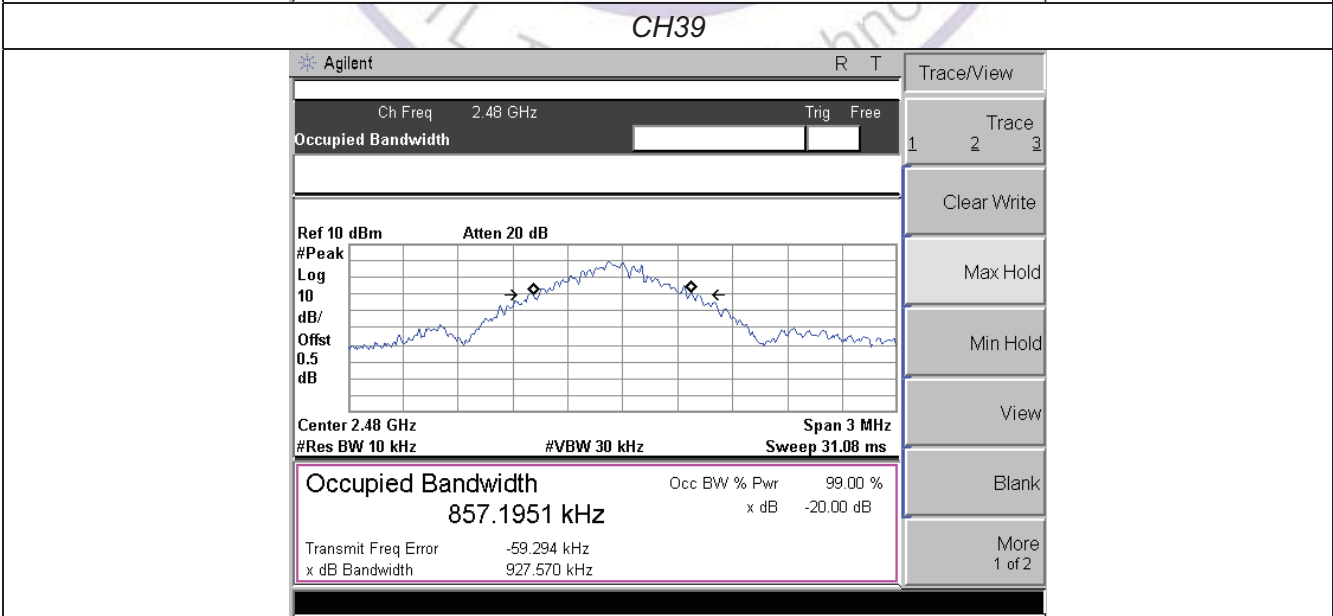 CH39
Agilent R T
Ch Freq 2.48 GHz Trig Free
Occupied Bandwidth
Ref 10 dBm Atten 20 dB
#Peak
Log
10
dB/
Offst
0.5
dB
Center 2.48 GHz Span 3 MHz
#Res BW 10 kHz #VBW 30 kHz Sweep 31.08 ms
Occupied Bandwidth Occ BW % Pwr 99.00 %
857.1951 kHz x dB -20.00 dB
Transmit Freq Error -59.294 kHz
x dB Bandwidth 927.570 kHz
Trace/View
Trace
1 2 3
Clear Write
Max Hold
Min Hold
View
Blank
More
1 of 2